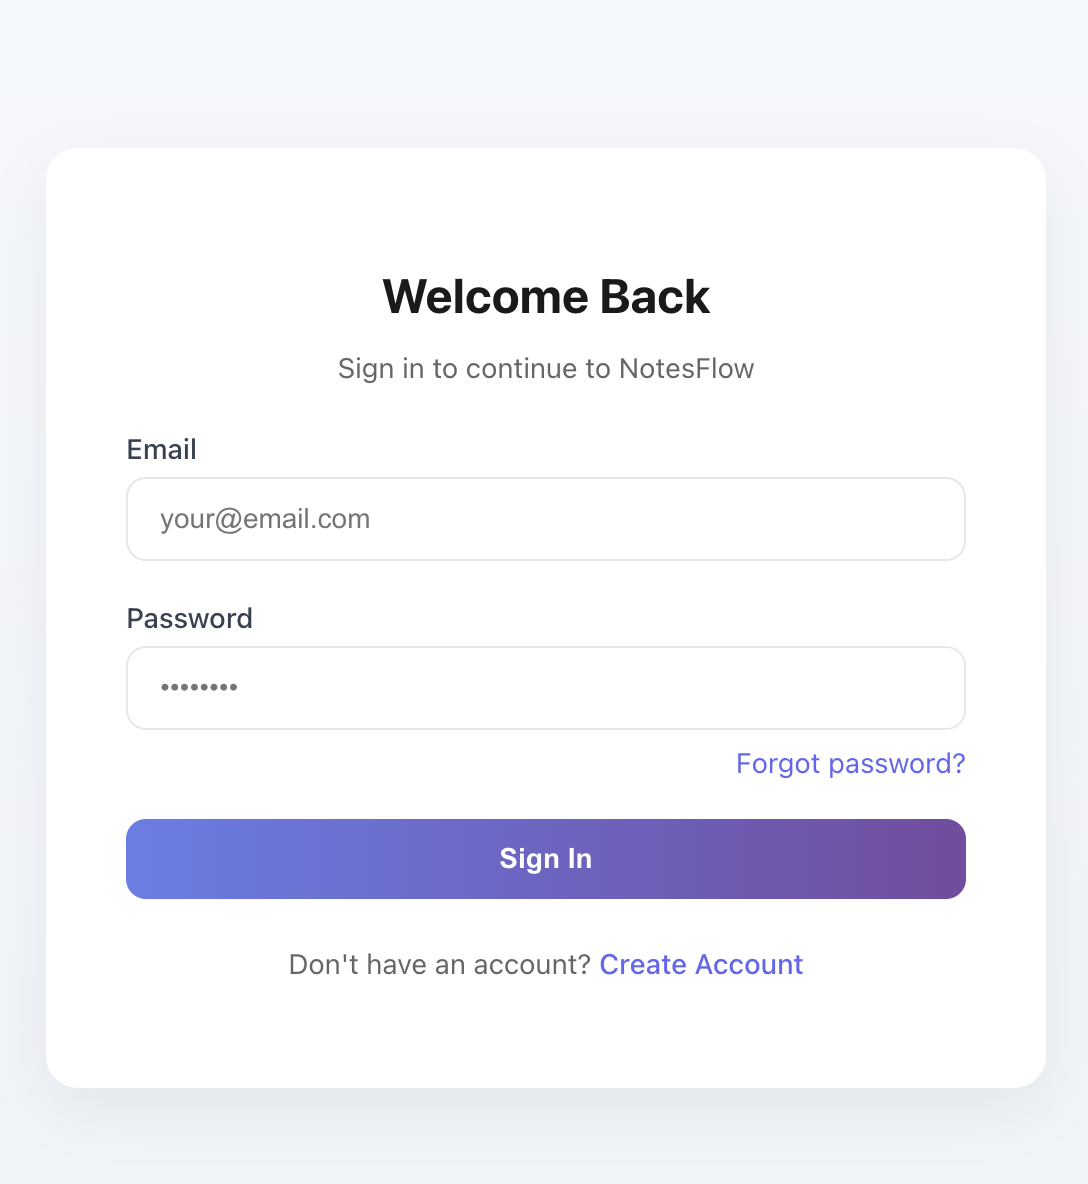 Welcome Back
Sign in to continue to NotesFlow
Email
your@email.com
Password
••••••••
Forgot password?
Sign In
Don't have an account? Create Account